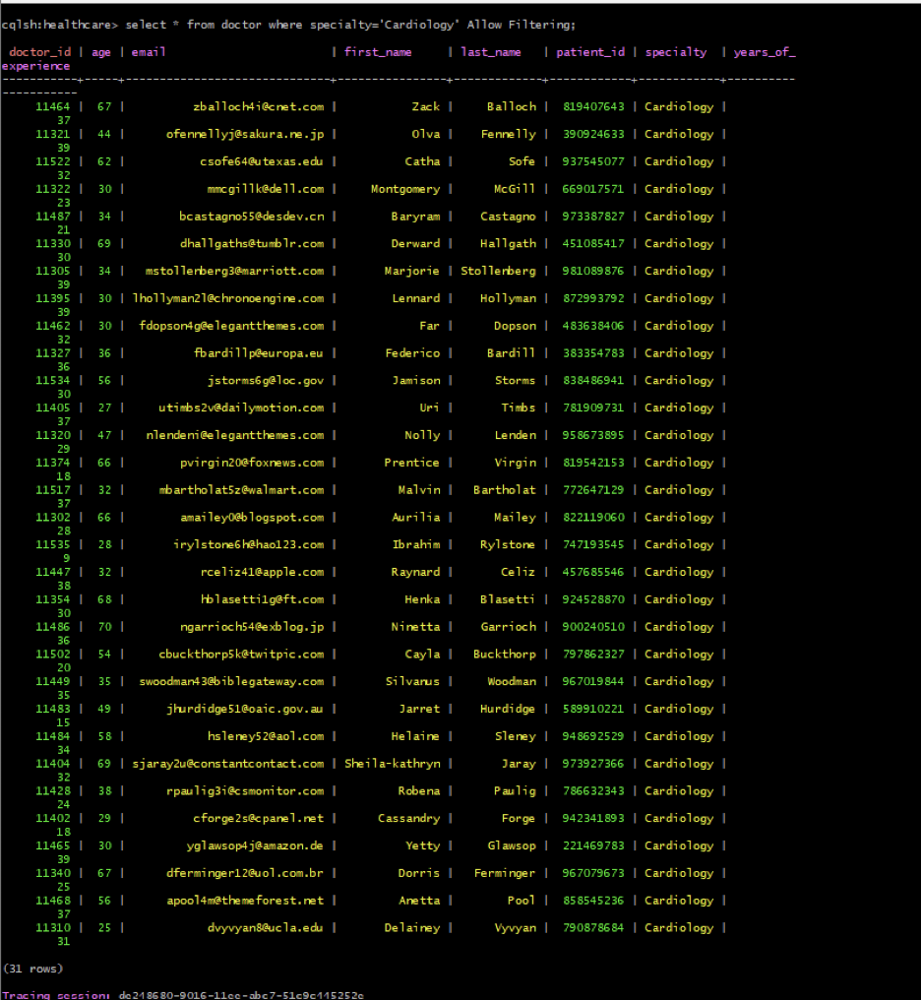 cqlsh:healthcare> select * from doctor where specialty='Cardiology' Allow Filtering;
doctor_id | age | email | first_name | last_name | patient_id | specialty | years_of_
experience
-----------+-----+--------------------------------+------------------+--------------+------------+------------+----------
-----------
11464 | 67 | zballoch4i@cnet.com | Zack | Balloch | 819407643 | Cardiology |
37
11321 | 44 | ofennellyj@sakura.ne.jp | Olva | Fennelly | 390924633 | Cardiology |
39
11522 | 62 | csofe64@utexas.edu | Catha | Sofe | 937545077 | Cardiology |
32
11322 | 30 | mmcgillk@dell.com | Montgomery | McGill | 669017571 | Cardiology |
23
11487 | 34 | bcastagno55@desdev.cn | Baryram | Castagno | 973387827 | Cardiology |
21
11330 | 69 | dhallgaths@tumblr.com | Derward | Hallgath | 451085417 | Cardiology |
30
11305 | 34 | mstollenberg3@marriott.com | Marjorie | Stollenberg | 981089876 | Cardiology |
39
11395 | 30 | lhollyman2l@chronoengine.com | Lennard | Hollyman | 872993792 | Cardiology |
39
11462 | 30 | fdopson4g@elegantthemes.com | Far | Dopson | 483638406 | Cardiology |
32
11327 | 36 | fbardillp@europa.eu | Federico | Bardill | 383354783 | Cardiology |
36
11534 | 56 | jstorms6g@loc.gov | Jamison | Storms | 838486941 | Cardiology |
30
11405 | 27 | utimbs2v@dailymotion.com | Uri | Timbs | 781909731 | Cardiology |
37
11320 | 47 | nlendeni@elegantthemes.com | Nolly | Lenden | 958673895 | Cardiology |
29
11374 | 66 | pvirgin20@foxnews.com | Prentice | Virgin | 819542153 | Cardiology |
18
11517 | 32 | mbartholat5z@walmart.com | Malvin | Bartholat | 772647129 | Cardiology |
37
11302 | 66 | amailey0@blogspot.com | Aurilia | Mailey | 822119060 | Cardiology |
28
11535 | 28 | irylstone6h@hao123.com | Ibrahim | Rylstone | 747193545 | Cardiology |
9
11447 | 32 | rceliz41@apple.com | Raynard | Celiz | 457685546 | Cardiology |
38
11354 | 68 | hblasetti1g@ft.com | Henka | Blasetti | 924528870 | Cardiology |
30
11486 | 70 | ngarrioch54@exblog.jp | Ninetta | Garrioch | 900240510 | Cardiology |
36
11502 | 54 | cbuckthorp5k@twitpic.com | Cayla | Buckthorp | 797862327 | Cardiology |
20
11449 | 35 | swoodman43@biblegateway.com | Silvanus | Woodman | 967019844 | Cardiology |
35
11483 | 49 | jhurdidge51@oaic.gov.au | Jarret | Hurdidge | 589910221 | Cardiology |
15
11484 | 58 | hsleney52@aol.com | Helaine | Sleney | 948692529 | Cardiology |
34
11404 | 69 | sjaray2u@constantcontact.com | Sheila-kathryn | Jaray | 973927366 | Cardiology |
32
11428 | 38 | rpaulig3i@csmonitor.com | Robena | Paulig | 786632343 | Cardiology |
24
11402 | 29 | cforge2s@cpanel.net | Cassandry | Forge | 942341893 | Cardiology |
18
11465 | 30 | yglawsop4j@amazon.de | Yetty | Glawsop | 221469783 | Cardiology |
39
11340 | 67 | dferminger12@uol.com.br | Dorris | Ferminger | 967079673 | Cardiology |
25
11468 | 56 | apool4m@themeforest.net | Anetta | Pool | 858545236 | Cardiology |
37
11310 | 25 | dvyvyan8@ucla.edu | Delainey | Vyvyan | 790878684 | Cardiology |
31
(31 rows)
Tracing session: de248680-9016-11ee-abc7-51c9c445252e